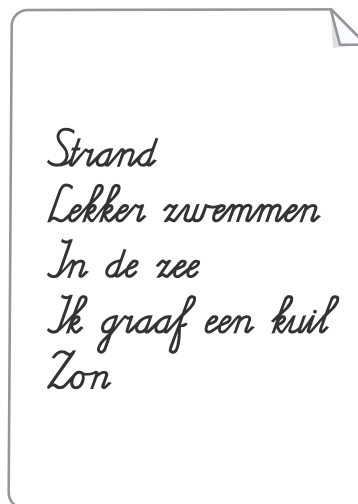 Strand
Lekker zwemmen
In de zee
Ik graaf een kuil
Zon